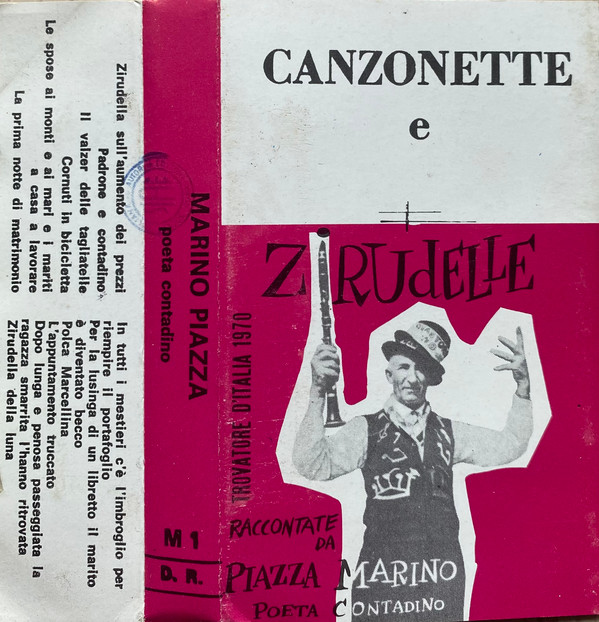 CANZONETTE
e
ZIRUdELLE
TROVATORE D'ITALIA 1970
RACCONTATE
DA
PIAZZA MARINO
POETA CONTADINO
MARINO PIAZZA
poeta contadino
M 1
D. R.
Zirudella sull'aumento dei prezzi
Padrone e contadino
Il valzer delle tagliatelle
Cornuti in bicicletta
Le spose ai monti e ai mari e i mariti
a casa a lavorare
La prima notte di matrimonio
In tutti i mestieri c'è l'imbroglio per
riempire il portafoglio
Per la lusinga di un libretto il marito
è diventato becco
Polca Marcellina
L'appuntamento truccato
Dopo lunga e penosa passeggiata la
ragazza smarrita l'hanno ritrovata
Zirudella della luna